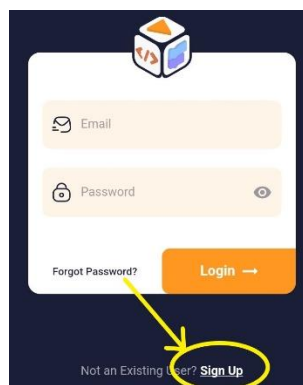 </>
Email
Password
Forgot Password?
Login →
Not an Existing User? Sign Up